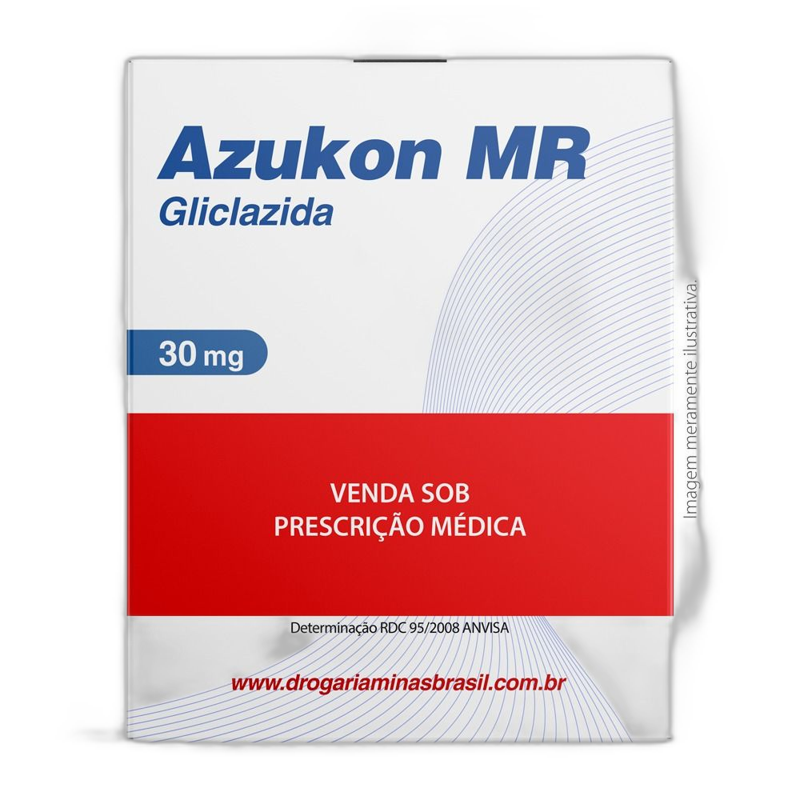 Azukon MR
Gliclazida
30 mg
VENDA SOB
PRESCRIÇÃO MÉDICA
Determinação RDC 95/2008 ANVISA
www.drogariaminasbrasil.com.br
Imagem meramente ilustrativa.